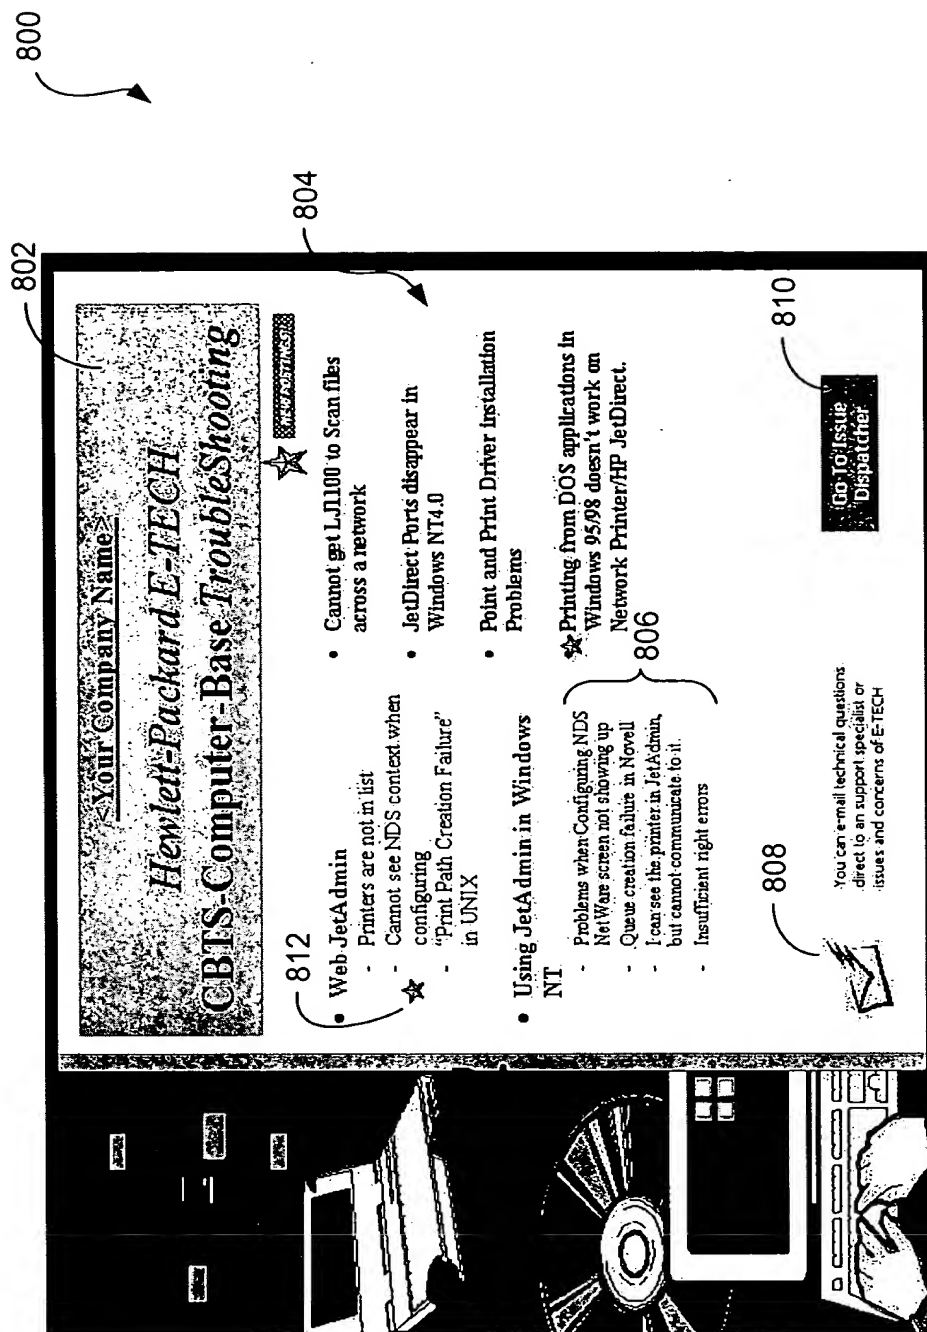 800
802
<Your Company Name>
Hewlett-Packard E-TECH
CBTS-Computer-Base TroubleShooting
NEW POSTINGS!
804
812
• Web JetAdmin
- Printers are not in list
- Cannot see NDS context when
configuring
- "Print Path Creation Failure"
in UNIX
• Using JetAdmin in Windows
NT
- Problems when Configuring NDS
- NetWare screen not showing up
- Queue creation failure in Novell
- I can see the printer in JetAdmin,
but cannot communicate to it.
- Insufficient right errors
806
• Cannot get LJ1100 to Scan files
across a network
• JetDirect Ports disappear in
Windows NT4.0
• Point and Print Driver installation
Problems
Printing from DOS applications in
Windows 95/98 doesn't work on
Network Printer/HP JetDirect.
808
You can e-mail technical questions
direct to an support specialist or
issues and concerns of E-TECH
810
Go To Issue
Dispatcher